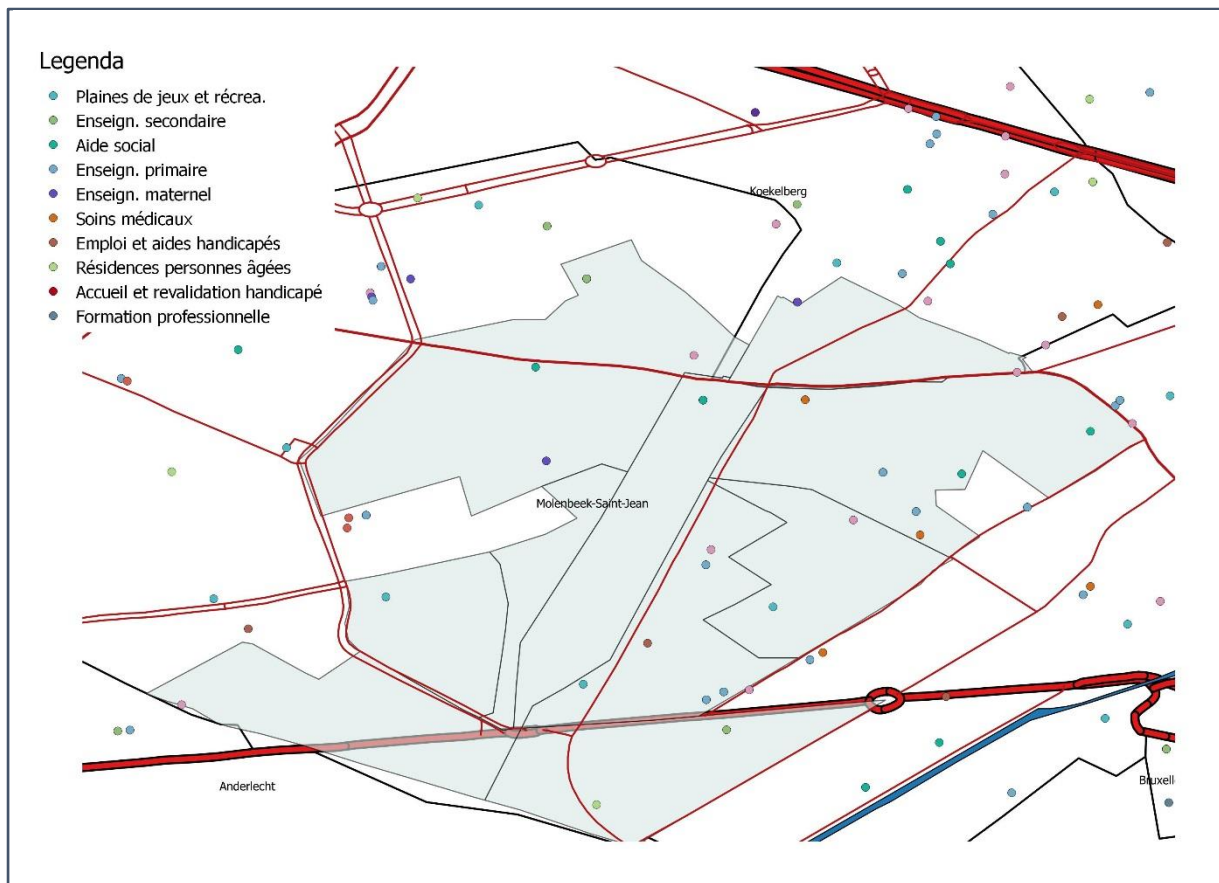 Legenda
Plaines de jeux et récréa.
Enseign. secondaire
Aide social
Enseign. primaire
Enseign. maternel
Soins médicaux
Emploi et aides handicapés
Résidences personnes âgées
Accueil et revalidation handicapé
Formation professionnelle
Koekelberg
Molenbeek-Saint-Jean
Anderlecht
Bruxell